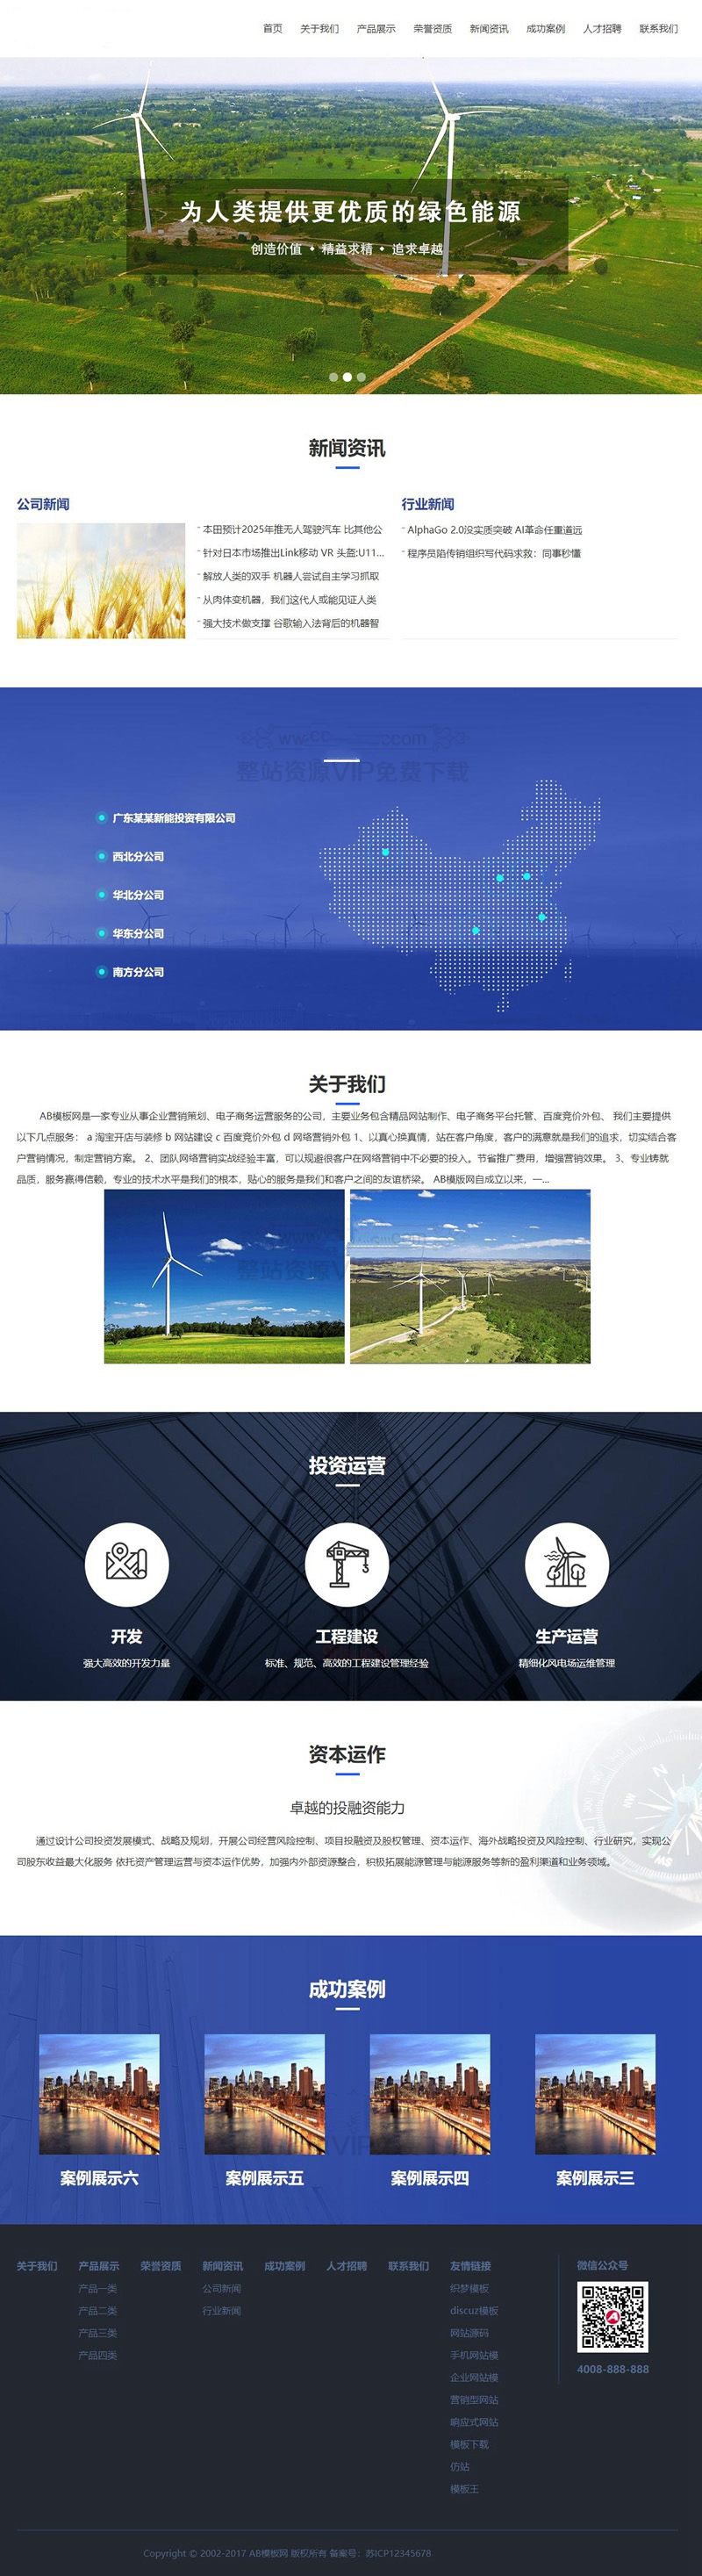 首页 关于我们 产品展示 荣誉资质 新闻资讯 成功案例 人才招聘 联系我们
为人类提供更优质的绿色能源
创造价值 • 精益求精 • 追求卓越
新闻资讯
公司新闻
本田预计2025年推无人驾驶汽车 比其他公
针对日本市场推出Link移动 VR 头盔:U11...
解放人类的双手 机器人尝试自主学习抓取
从肉体变机器，我们这代人或能见证人类
强大技术做支撑 谷歌输入法背后的机器智
行业新闻
AlphaGo 2.0没实质突破 AI革命任重道远
程序员陷传销组织写代码求救：同事秒懂
整站资源VIP免费下载
广东某某新能投资有限公司
西北分公司
华北分公司
华东分公司
南方分公司
关于我们
AB模板网是一家专业从事企业营销策划、电子商务运营服务的公司，主要业务包含精品网站制作、电子商务平台托管、百度竞价外包、 我们主要提供
以下几点服务： a 淘宝开店与装修 b 网站建设 c 百度竞价外包 d 网络营销外包 1、以真心换真情，站在客户角度，客户的满意就是我们的追求，切实结合客
户营销情况，制定营销方案。 2、团队网络营销实战经验丰富，可以规避很客户在网络营销中不必要的投入。节省推广费用，增强营销效果。 3、专业铸就
品质，服务赢得信赖，专业的技术水平是我们的根本，贴心的服务是我们和客户之间的友谊桥梁。 AB模版网自成立以来，一...
整站资源V
投资运营
开发
强大高效的开发力量
工程建设
标准、规范、高效的工程建设管理经验
生产运营
精细化风电场运维管理
资本运作
卓越的投融资能力
通过设计公司投资发展模式、战略及规划，开展公司经营风险控制、项目投融资及股权管理、资本运作、海外战略投资及风险控制、行业研究，实现公
司股东收益最大化服务 依托资产管理运营与资本运作优势，加强内外部资源整合，积极拓展能源管理与能源服务等新的盈利渠道和业务领域。
成功案例
案例展示六 案例展示五 案例展示四 案例展示三
关于我们
产品展示
产品一类
产品二类
产品三类
产品四类
荣誉资质
新闻资讯
公司新闻
行业新闻
成功案例
人才招聘
联系我们
友情链接
织梦模板
discuz模板
网站源码
手机网站模
企业网站模
营销型网站
响应式网站
模板下载
仿站
模板王
微信公众号
4008-888-888
Copyright © 2002-2017 AB模板网 版权所有 备案号：苏ICP12345678